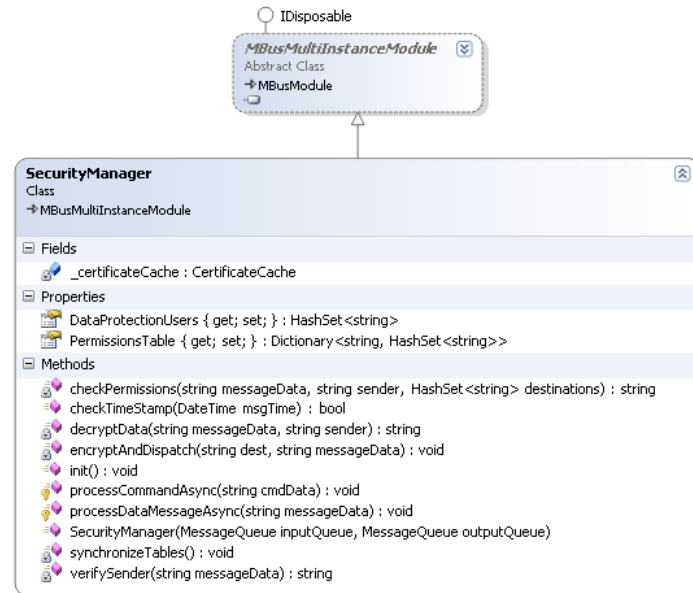 IDisposable
MBusMultiInstanceModule
Abstract Class
MBusModule
SecurityManager
Class
MBusMultiInstanceModule
Fields
_certificateCache : CertificateCache
Properties
DataProtectionUsers { get; set; } : HashSet<string>
PermissionsTable { get; set; } : Dictionary<string, HashSet<string>>
Methods
checkPermissions(string messageData, string sender, HashSet<string> destinations) : string
checkTimeStamp(DateTime msgTime) : bool
decryptData(string messageData, string sender) : string
encryptAndDispatch(string dest, string messageData) : void
init() : void
processCommandAsync(string cmdData) : void
processDataMessageAsync(string messageData) : void
SecurityManager(MessageQueue inputQueue, MessageQueue outputQueue)
synchronizeTables() : void
verifySender(string messageData) : string